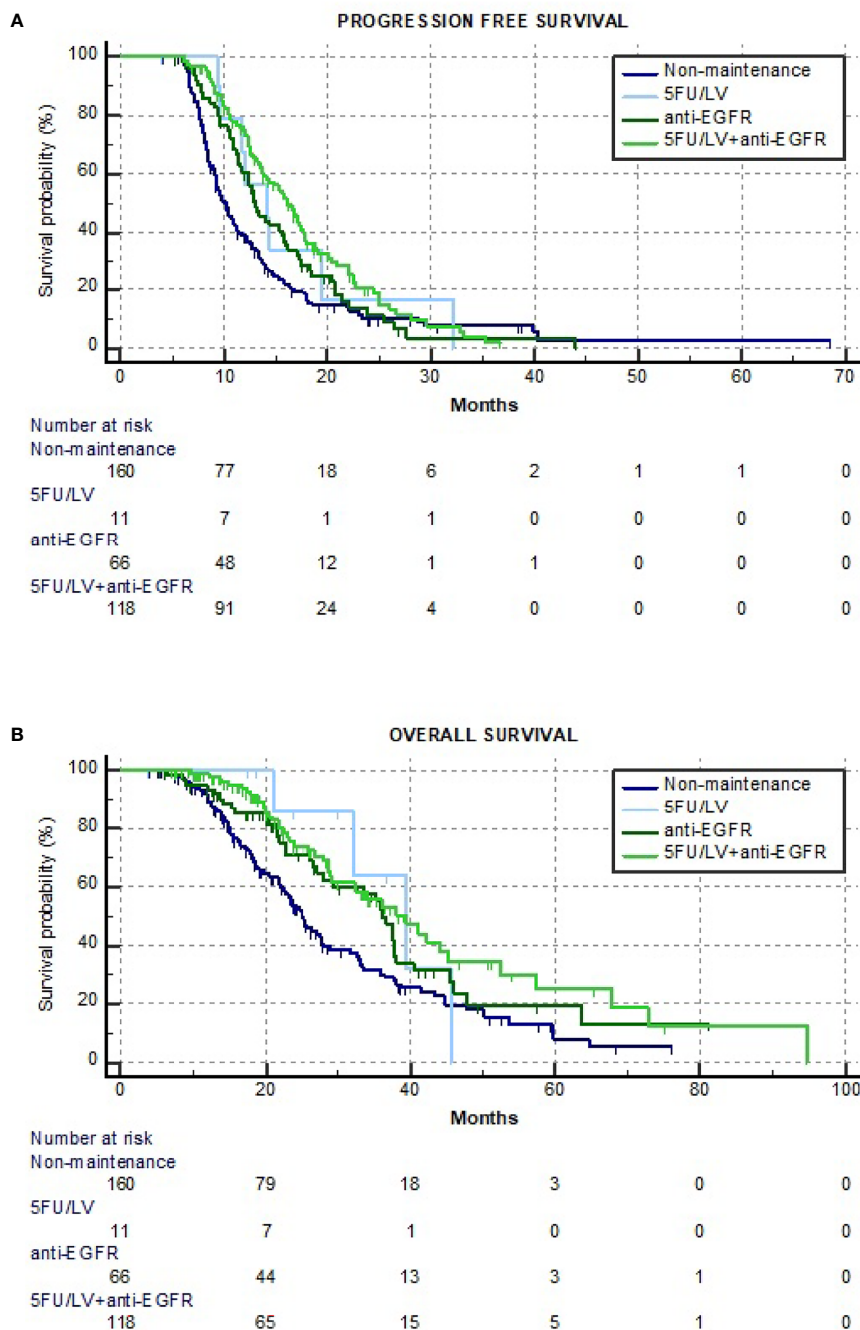 A
PROGRESSION FREE SURVIVAL
Survival probability (%)
100
80
60
40
20
0
Non-maintenance
5FU/LV
anti-EGFR
5FU/LV+anti-EGFR
0 10 20 30 40 50 60 70
Months
Number at risk
Non-maintenance
160 77 18 6 2 1 1 0
5FU/LV
11 7 1 1 0 0 0 0
anti-EGFR
66 48 12 1 1 0 0 0
5FU/LV+anti-EGFR
118 91 24 4 0 0 0 0
B
OVERALL SURVIVAL
Survival probability (%)
100
80
60
40
20
0
Non-maintenance
5FU/LV
anti-EGFR
5FU/LV+anti-EGFR
0 20 40 60 80 100
Months
Number at risk
Non-maintenance
160 79 18 3 0 0
5FU/LV
11 7 1 0 0 0
anti-EGFR
66 44 13 3 1 0
5FU/LV+anti-EGFR
118 65 15 5 1 0